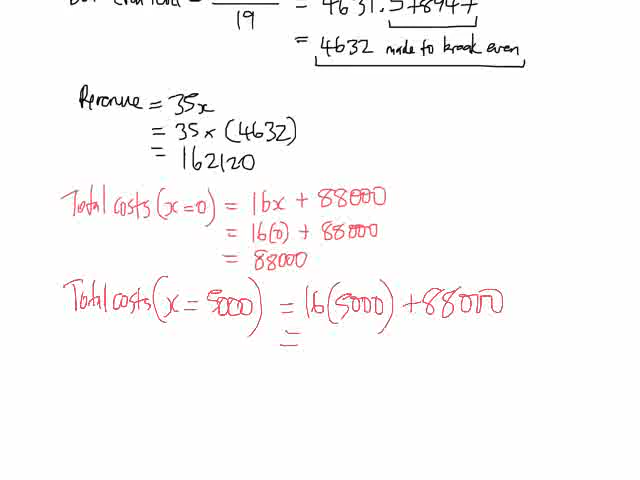 19 = 4631.578947
= 4632 made to break even
Revenue = 35x
= 35 × (4632)
= 162120
Total costs (x=0) = 16x + 88000
= 16(0) + 88000
= 88000
Total costs (x = 5000) = 16(5000) + 88000
=